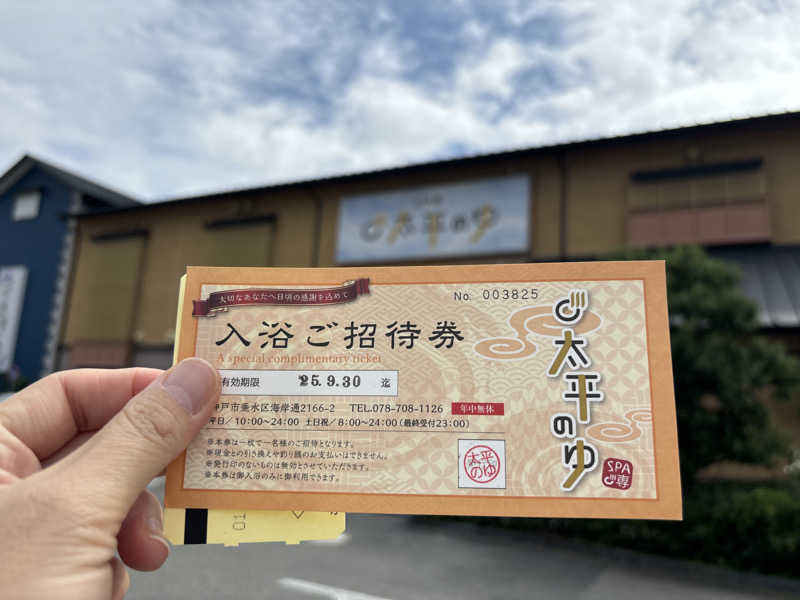 太平のゆ
大切なあなたへ日頃の感謝を込めて
No. 003825
入浴ご招待券
A special complimentary ticket
有効期限 25.9.30 迄
神戸市垂水区海岸通2166-2 TEL.078-708-1126 年中無休
平日／10:00〜24:00 土日祝／8:00〜24:00（最終受付23:00）
※本券は一枚で一名様のご招待となります。
※現金との引き換えや釣り銭のお支払いはできません。
※発行印のないものは無効とさせていただきます。
※本券は御入浴のみに御利用できます。
太平
のゆ
太平のゆ
SPA
専
01